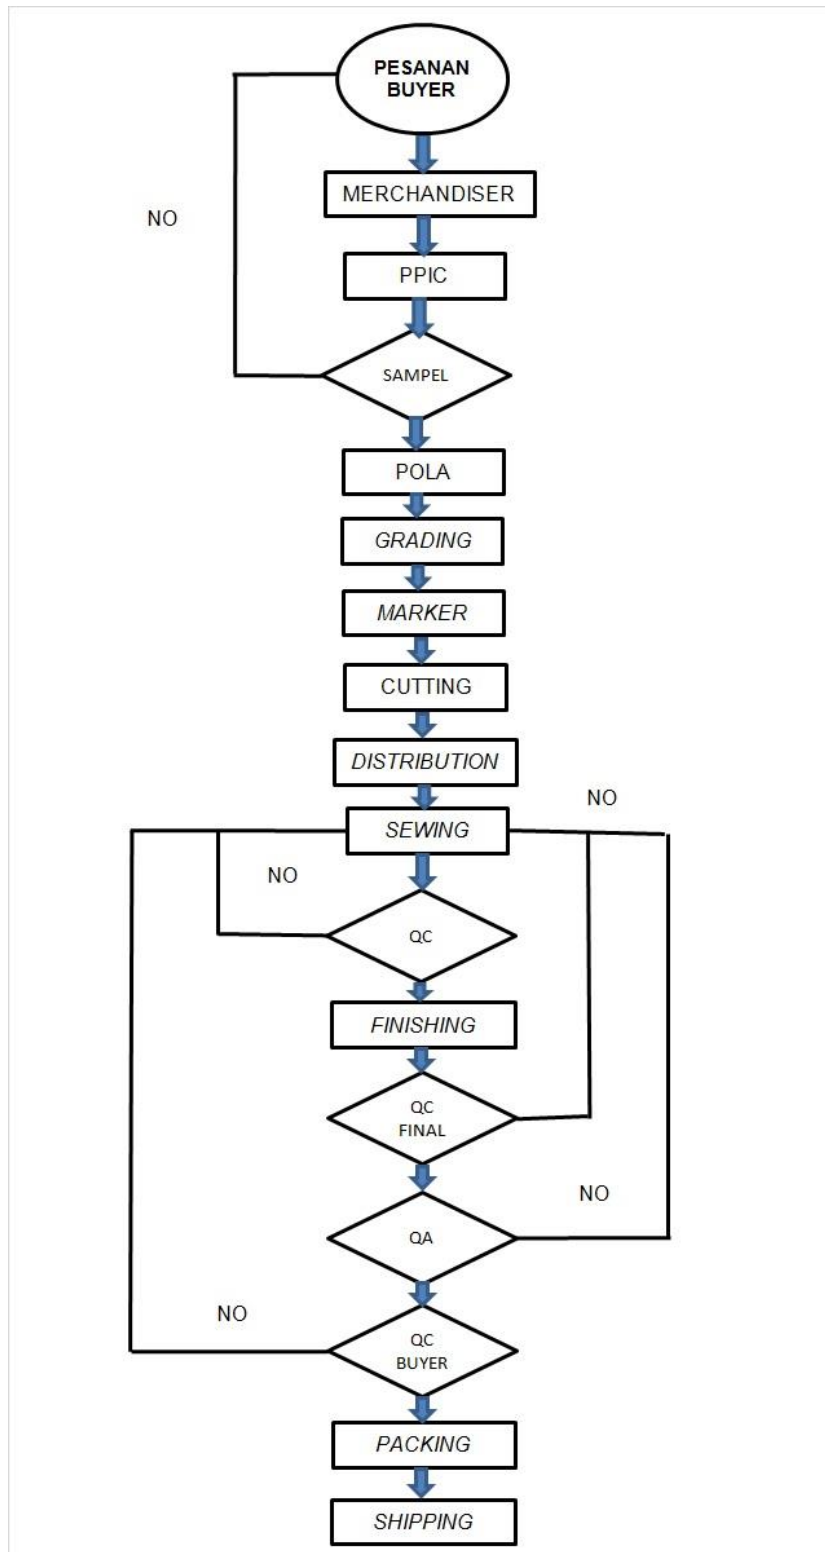 PESANAN
BUYER
MERCHANDISER
NO
PPIC
SAMPEL
POLA
GRADING
MARKER
CUTTING
DISTRIBUTION
NO
SEWING
NO
QC
FINISHING
QC
FINAL
NO
QA
NO
QC
BUYER
PACKING
SHIPPING